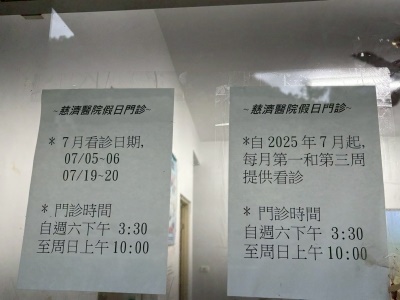 ~慈濟醫院假日門診~
* 7月看診日期,
07/05~06
07/19~20
* 門診時間
自週六下午 3:30
至周日上午 10:00
~慈濟醫院假日門診~
*自 2025 年 7 月起,
每月第一和第三周
提供看診
* 門診時間
自週六下午 3:30
至周日上午 10:00